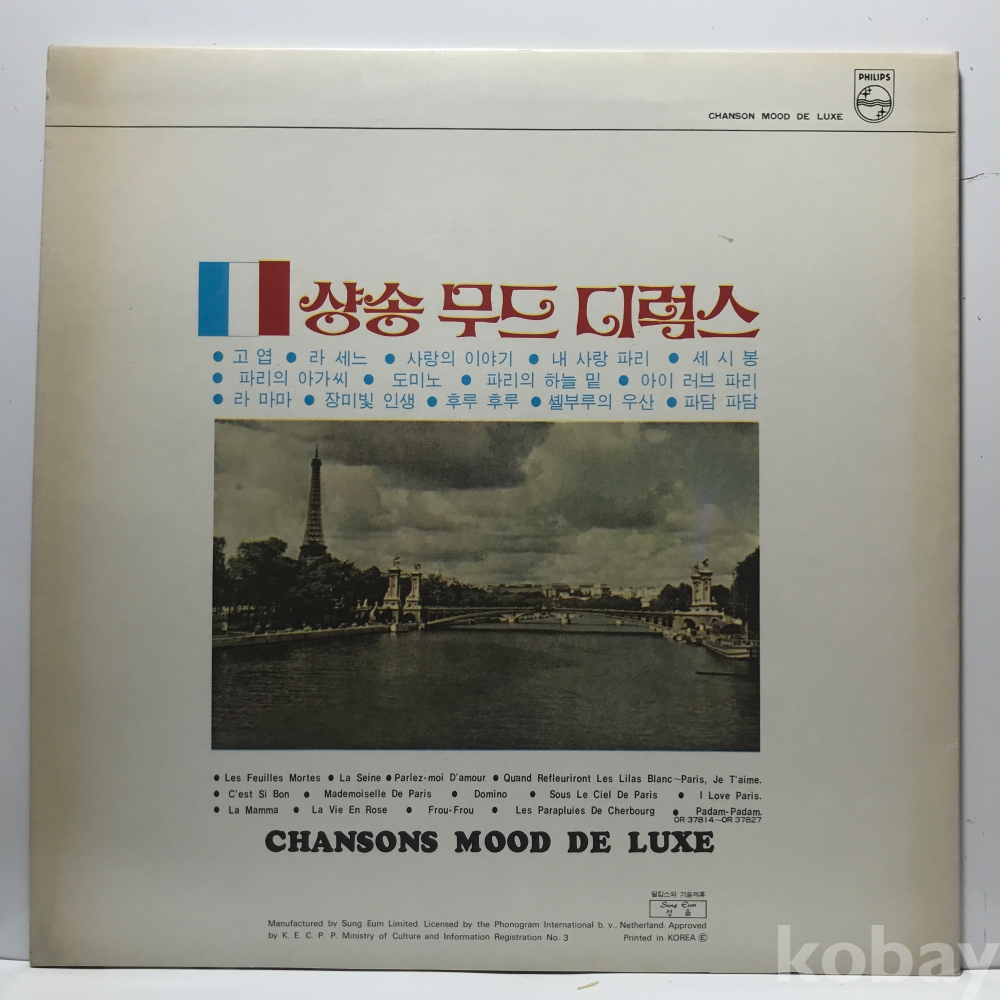 PHILIPS
CHANSON MOOD DE LUXE
샹송 무드 디럭스
● 고 엽 ● 라 세느 ● 사랑의 이야기 ● 내 사랑 파리 ● 세 시 봉
● 파리의 아가씨 ● 도미노 ● 파리의 하늘 밑 ● 아이 러브 파리
● 라 마마 ● 장미빛 인생 ● 후루 후루 ● 쉘부루의 우산 ● 파담 파담
● Les Feuilles Mortes ● La Seine ● Parlez-moi D'amour ● Quand Refleuriront Les Lilas Blanc~Paris, Je T'aime.
● C'est Si Bon ● Mademoiselle De Paris ● Domino ● Sous Le Ciel De Paris ● I Love Paris.
● La Mamma ● La Vie En Rose ● Frou-Frou ● Les Parapluies De Cherbourg ● Padam-Padam.
OR 37814~OR 37827
CHANSONS MOOD DE LUXE
필립스와 기술제휴
Sung Eum
성 음
Manufactured by Sung Eum Limited. Licensed by the Phonogram International b. v., Netherland. Approved
by K. E. C. P. P. Ministry of Culture and Information Registration No. 3 Printed in KOREA Ⓒ
kobay